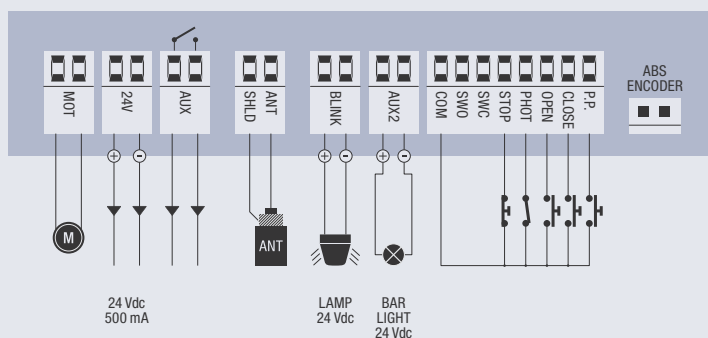 MOT
24V
AUX
SHLD
ANT
BLINK
AUX2
COM
SWO
SWC
STOP
PHOT
OPEN
CLOSE
P.P.
ABS
ENCODER
+
-
+
-
+
-
M
ANT
24 Vdc
500 mA
LAMP
24 Vdc
BAR
LIGHT
24 Vdc